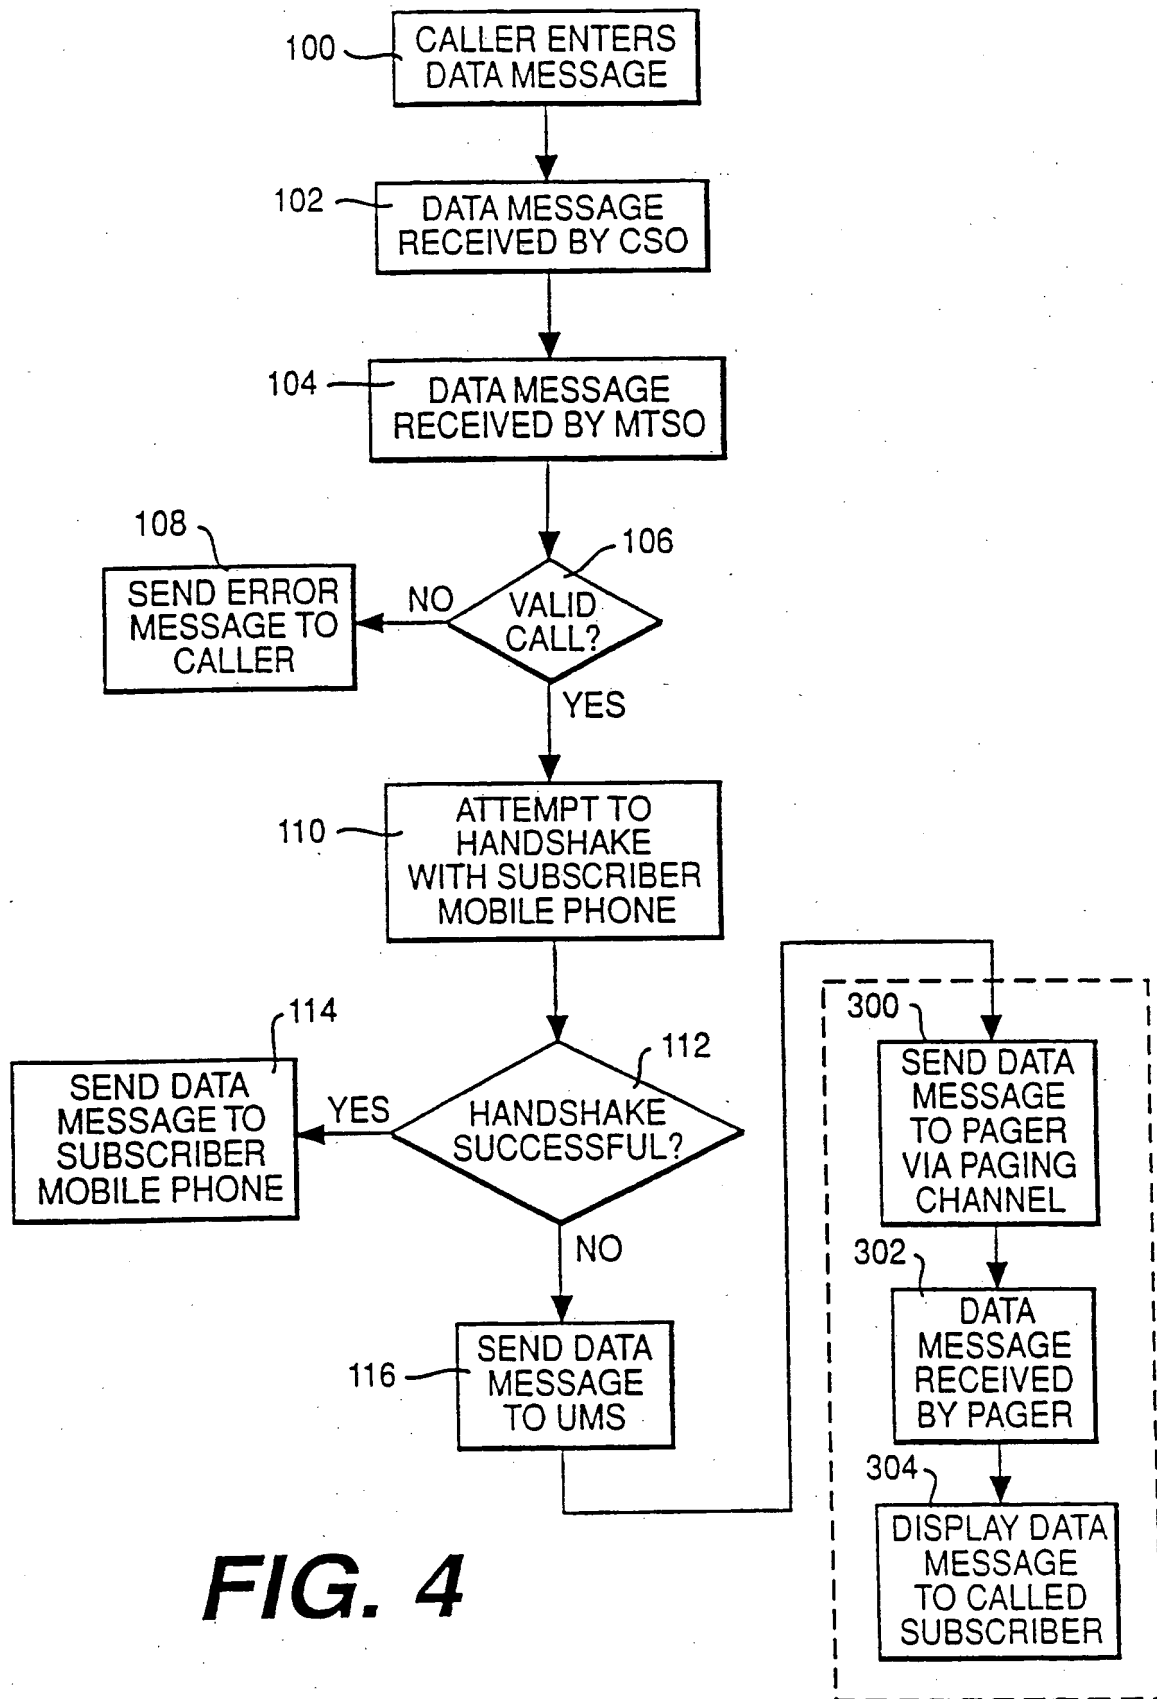 100
CALLER ENTERS
DATA MESSAGE
102
DATA MESSAGE
RECEIVED BY CSO
104
DATA MESSAGE
RECEIVED BY MTSO
108
SEND ERROR
MESSAGE TO
CALLER
NO
106
VALID
CALL?
YES
110
ATTEMPT TO
HANDSHAKE
WITH SUBSCRIBER
MOBILE PHONE
114
SEND DATA
MESSAGE TO
SUBSCRIBER
MOBILE PHONE
YES
112
HANDSHAKE
SUCCESSFUL?
NO
116
SEND DATA
MESSAGE
TO UMS
300
SEND DATA
MESSAGE
TO PAGER
VIA PAGING
CHANNEL
302
DATA
MESSAGE
RECEIVED
BY PAGER
304
DISPLAY DATA
MESSAGE
TO CALLED
SUBSCRIBER
FIG. 4